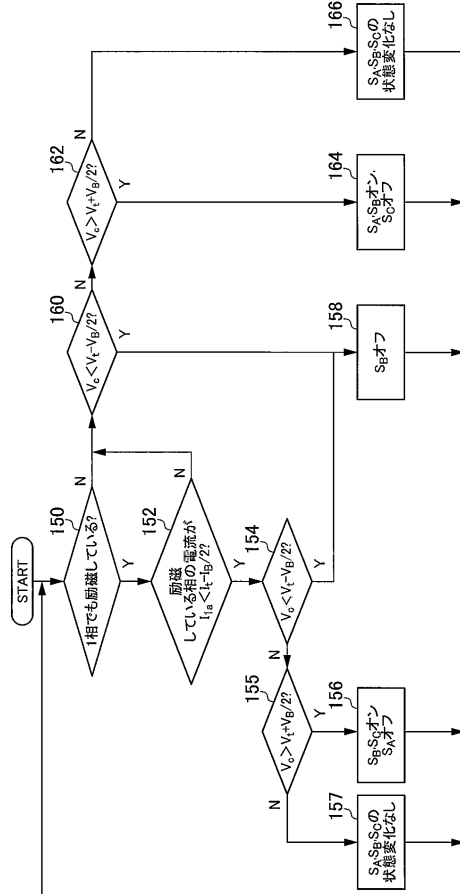 START
150
1相でも励磁している?
N
Y
152
励磁
している相の電流が
I1a<It-IB/2?
N
Y
154
Vc<Vt-VB/2?
N
Y
155
Vc>Vt+VB/2?
N
Y
156
SB・SCオン
SAオフ
157
SA・SB・SCの
状態変化なし
160
Vc<Vt-VB/2?
N
Y
158
SBオフ
162
Vc>Vt+VB/2?
N
Y
164
SA・SBオン・
SCオフ
166
SA・SB・SCの
状態変化なし